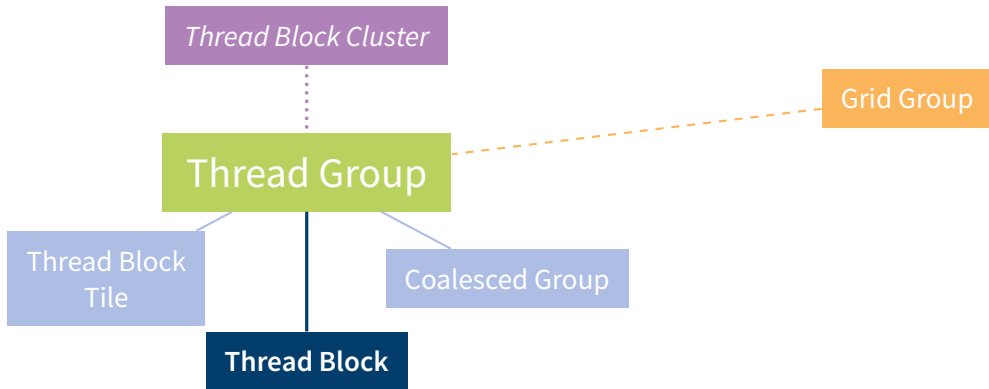 Thread Block Cluster
Grid Group
Thread Group
Thread Block
Tile
Coalesced Group
Thread Block